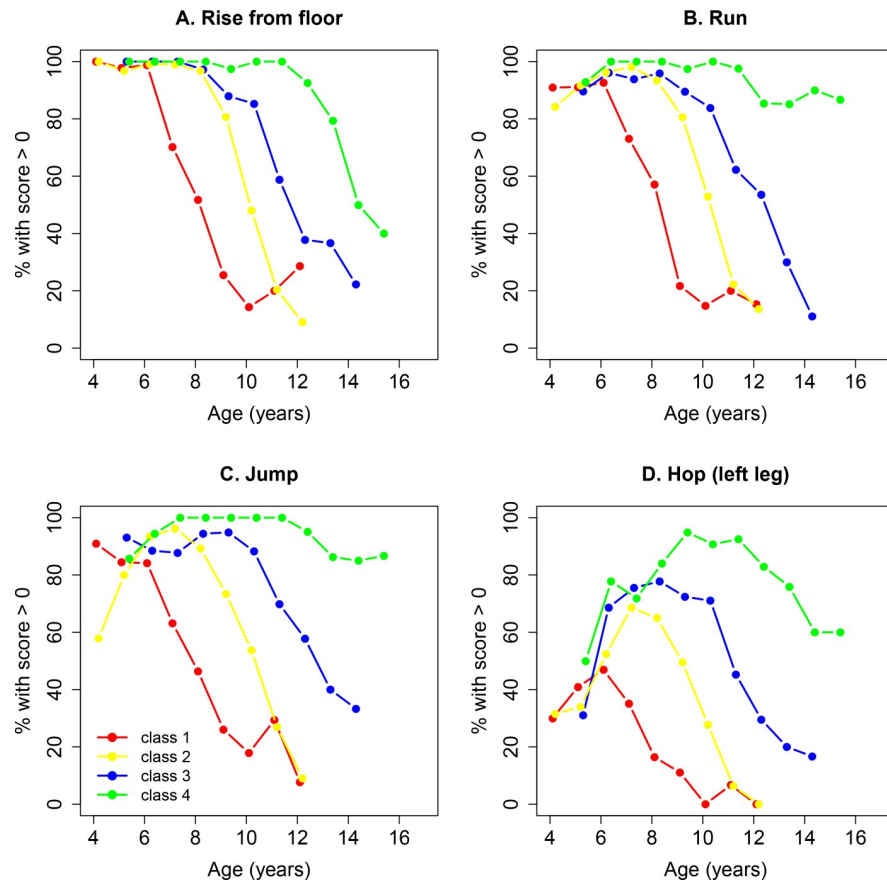 A. Rise from floor
% with score > 0
0 20 40 60 80 100
4 6 8 10 12 14 16
Age (years)
B. Run
% with score > 0
0 20 40 60 80 100
4 6 8 10 12 14 16
Age (years)
C. Jump
% with score > 0
0 20 40 60 80 100
class 1
class 2
class 3
class 4
4 6 8 10 12 14 16
Age (years)
D. Hop (left leg)
% with score > 0
0 20 40 60 80 100
4 6 8 10 12 14 16
Age (years)